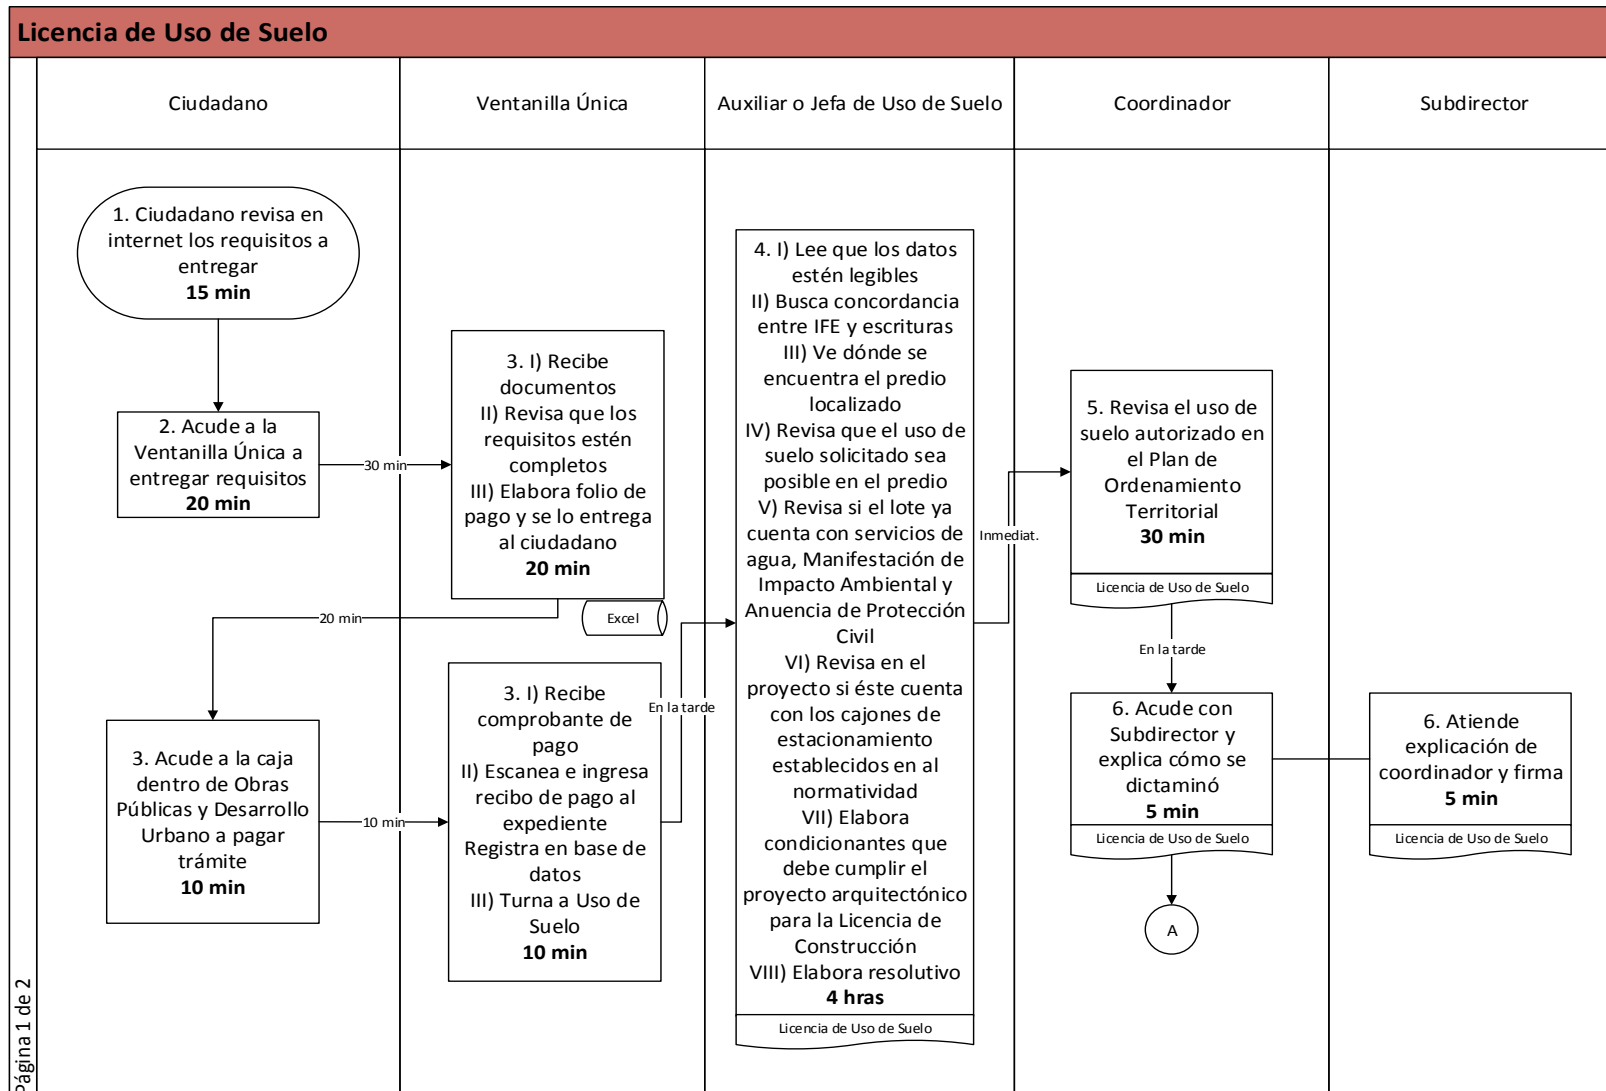 Licencia de Uso de Suelo
Ciudadano
Ventanilla Única
Auxiliar o Jefa de Uso de Suelo
Coordinador
Subdirector
1. Ciudadano revisa en
internet los requisitos a
entregar
15 min
2. Acude a la
Ventanilla Única a
entregar requisitos
20 min
30 min
3. I) Recibe
documentos
II) Revisa que los
requisitos estén
completos
III) Elabora folio de
pago y se lo entrega
al ciudadano
20 min
Excel
20 min
3. Acude a la caja
dentro de Obras
Públicas y Desarrollo
Urbano a pagar
trámite
10 min
10 min
3. I) Recibe
comprobante de
pago
II) Escanea e ingresa
recibo de pago al
expediente
Registra en base de
datos
III) Turna a Uso de
Suelo
10 min
En la tarde
4. I) Lee que los datos
estén legibles
II) Busca concordancia
entre IFE y escrituras
III) Ve dónde se
encuentra el predio
localizado
IV) Revisa que el uso de
suelo solicitado sea
posible en el predio
V) Revisa si el lote ya
cuenta con servicios de
agua, Manifestación de
Impacto Ambiental y
Anuencia de Protección
Civil
VI) Revisa en el
proyecto si éste cuenta
con los cajones de
estacionamiento
establecidos en al
normatividad
VII) Elabora
condicionantes que
debe cumplir el
proyecto arquitectónico
para la Licencia de
Construcción
VIII) Elabora resolutivo
4 hras
Licencia de Uso de Suelo
Inmediat.
5. Revisa el uso de
suelo autorizado en
el Plan de
Ordenamiento
Territorial
30 min
Licencia de Uso de Suelo
En la tarde
6. Acude con
Subdirector y
explica cómo se
dictaminó
5 min
Licencia de Uso de Suelo
A
6. Atiende
explicación de
coordinador y firma
5 min
Licencia de Uso de Suelo
Página 1 de 2